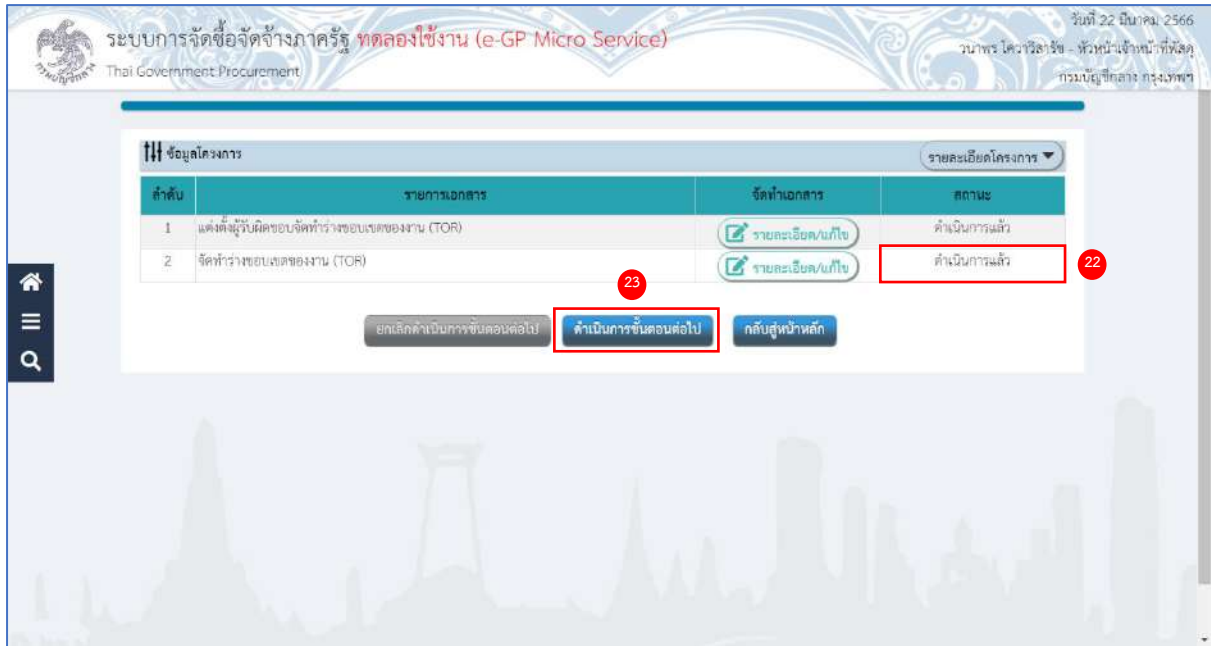 ระบบการจัดซื้อจัดจ้างภาครัฐ ทดลองใช้งาน (e-GP Micro Service)
Thai Government Procurement
วันที่ 22 มีนาคม 2566
วนาพร โควาวิสารัช - หัวหน้าเจ้าหน้าที่พัสดุ
กรมบัญชีกลาง กรุงเทพฯ
ข้อมูลโครงการ
รายละเอียดโครงการ
ลำดับ รายการเอกสาร จัดทำเอกสาร สถานะ
1 แต่งตั้งผู้รับผิดชอบจัดทำร่างขอบเขตของงาน (TOR) รายละเอียด/แก้ไข ดำเนินการแล้ว
2 จัดทำร่างขอบเขตของงาน (TOR) รายละเอียด/แก้ไข ดำเนินการแล้ว
22
23
ยกเลิกดำเนินการขั้นตอนต่อไป ดำเนินการขั้นตอนต่อไป กลับสู่หน้าหลัก